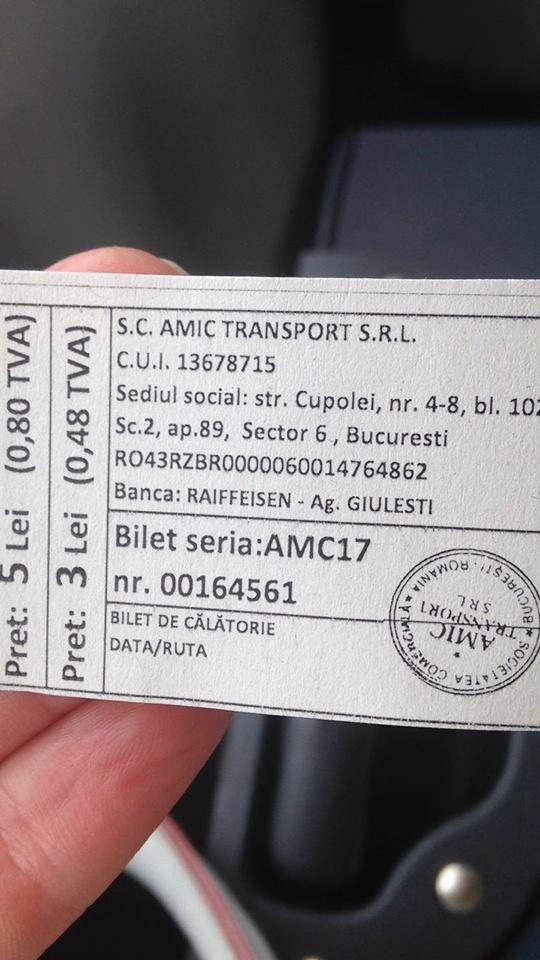 Pret: 5 Lei (0,80 TVA)
Pret: 3 Lei (0,48 TVA)
S.C. AMIC TRANSPORT S.R.L.
C.U.I. 13678715
Sediul social: str. Cupolei, nr. 4-8, bl. 102
Sc.2, ap.89, Sector 6 , Bucuresti
RO43RZBR0000060014764862
Banca: RAIFFEISEN - Ag. GIULESTI
Bilet seria:AMC17
nr. 00164561
BILET DE CĂLĂTORIE
DATA/RUTA
* SOCIETATEA COMERCIALĂ * BUCUREȘTI - ROMÂNIA
AMIC
TRANSPORT
SRL